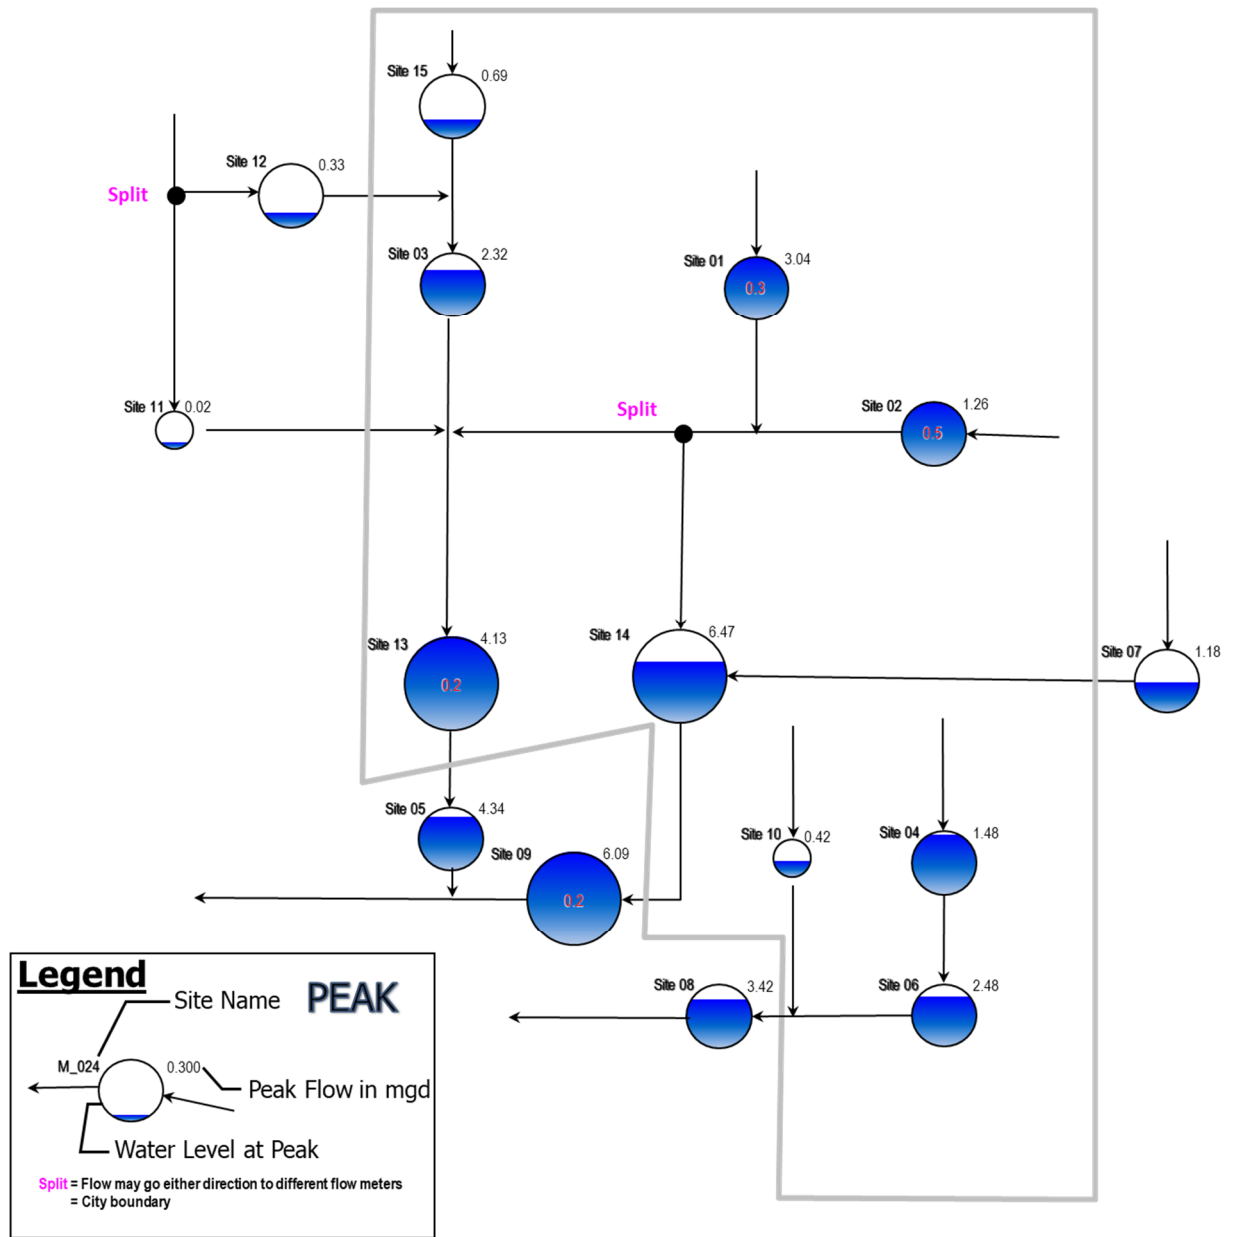 Site 15 0.69
Site 12 0.33
Split
Site 03 2.32
Site 01 3.04
0.3
Site 11 0.02
Split
Site 02 1.26
0.5
Site 13 4.13
0.2
Site 14 6.47
Site 07 1.18
Site 05 4.34
Site 09 6.09
0.2
Site 10 0.42
Site 04 1.48
Site 08 3.42
Site 06 2.48
Legend
Site Name PEAK
M_024 0.300
Peak Flow in mgd
Water Level at Peak
Split = Flow may go either direction to different flow meters
= City boundary